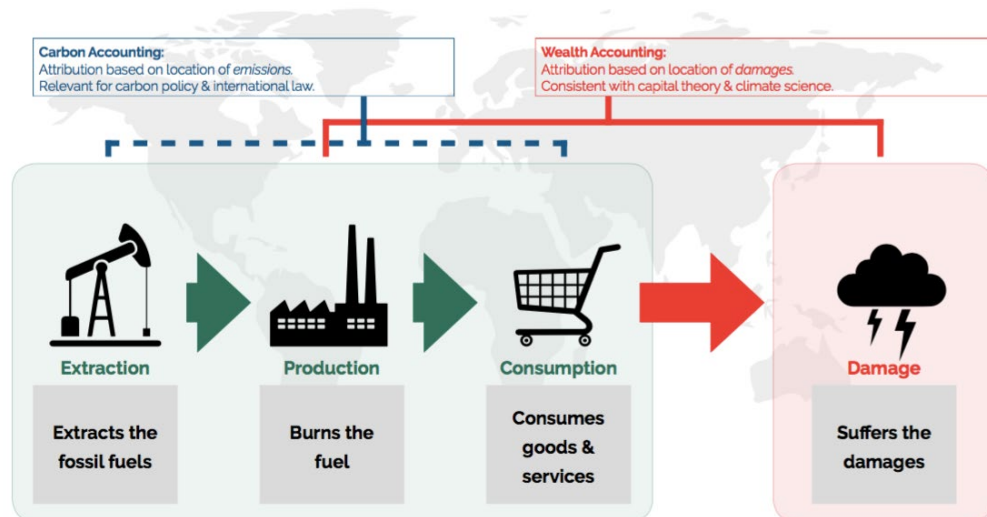 Carbon Accounting:
Attribution based on location of emissions.
Relevant for carbon policy & international law.
Wealth Accounting:
Attribution based on location of damages.
Consistent with capital theory & climate science.
Extraction
Production
Consumption
Damage
Extracts the
fossil fuels
Burns the
fuel
Consumes
goods &
services
Suffers the
damages